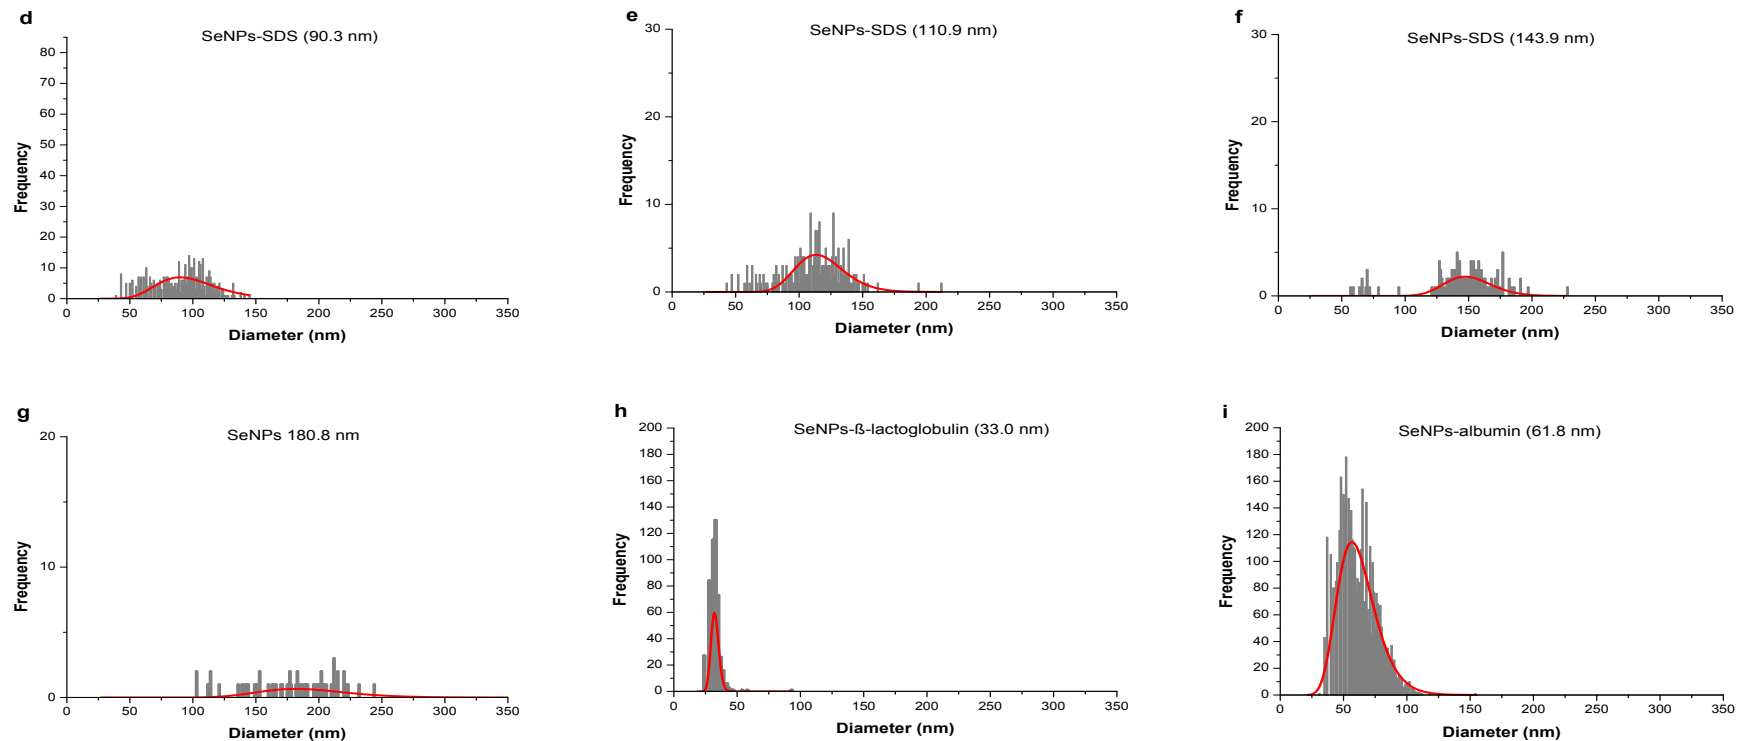 d
SeNPs-SDS (90.3 nm)
80
70
60
50
40
30
20
10
0
Frequency
0 50 100 150 200 250 300 350
Diameter (nm)
e
SeNPs-SDS (110.9 nm)
30
20
10
0
Frequency
0 50 100 150 200 250 300 350
Diameter (nm)
f
SeNPs-SDS (143.9 nm)
30
20
10
0
Frequency
0 50 100 150 200 250 300 350
Diameter (nm)
g
SeNPs 180.8 nm
20
10
0
Frequency
0 50 100 150 200 250 300 350
Diameter (nm)
h
SeNPs-ß-lactoglobulin (33.0 nm)
200
180
160
140
120
100
80
60
40
20
0
Frequency
0 50 100 150 200 250 300 350
Diameter (nm)
i
SeNPs-albumin (61.8 nm)
200
180
160
140
120
100
80
60
40
20
0
Frequency
0 50 100 150 200 250 300 350
Diameter (nm)